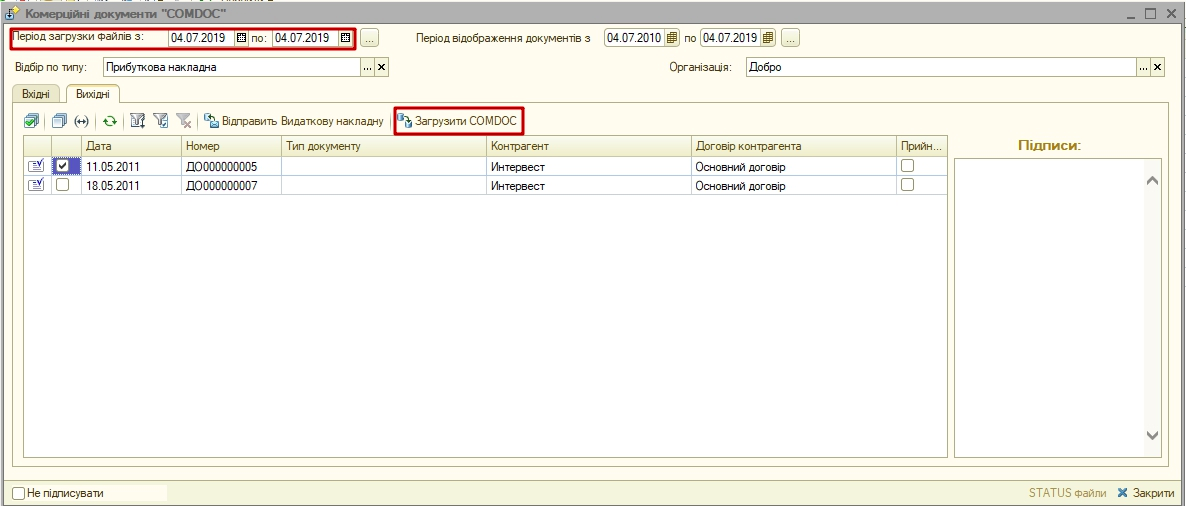 Комерційні документи "COMDOC"
Період загрузки файлів з: 04.07.2019 по: 04.07.2019 ... Період відображення документів з 04.07.2010 по 04.07.2019 ...
Відбір по типу: Прибуткова накладна ... x Організація: Добро ... x
Вхідні Вихідні
Відправить Видаткову накладну Загрузити COMDOC
Дата Номер Тип документу Контрагент Договір контрагента Прийн... Підписи:
11.05.2011 ДО000000005 Интервест Основний договір
18.05.2011 ДО000000007 Интервест Основний договір
Не підписувати STATUS файли Закрити